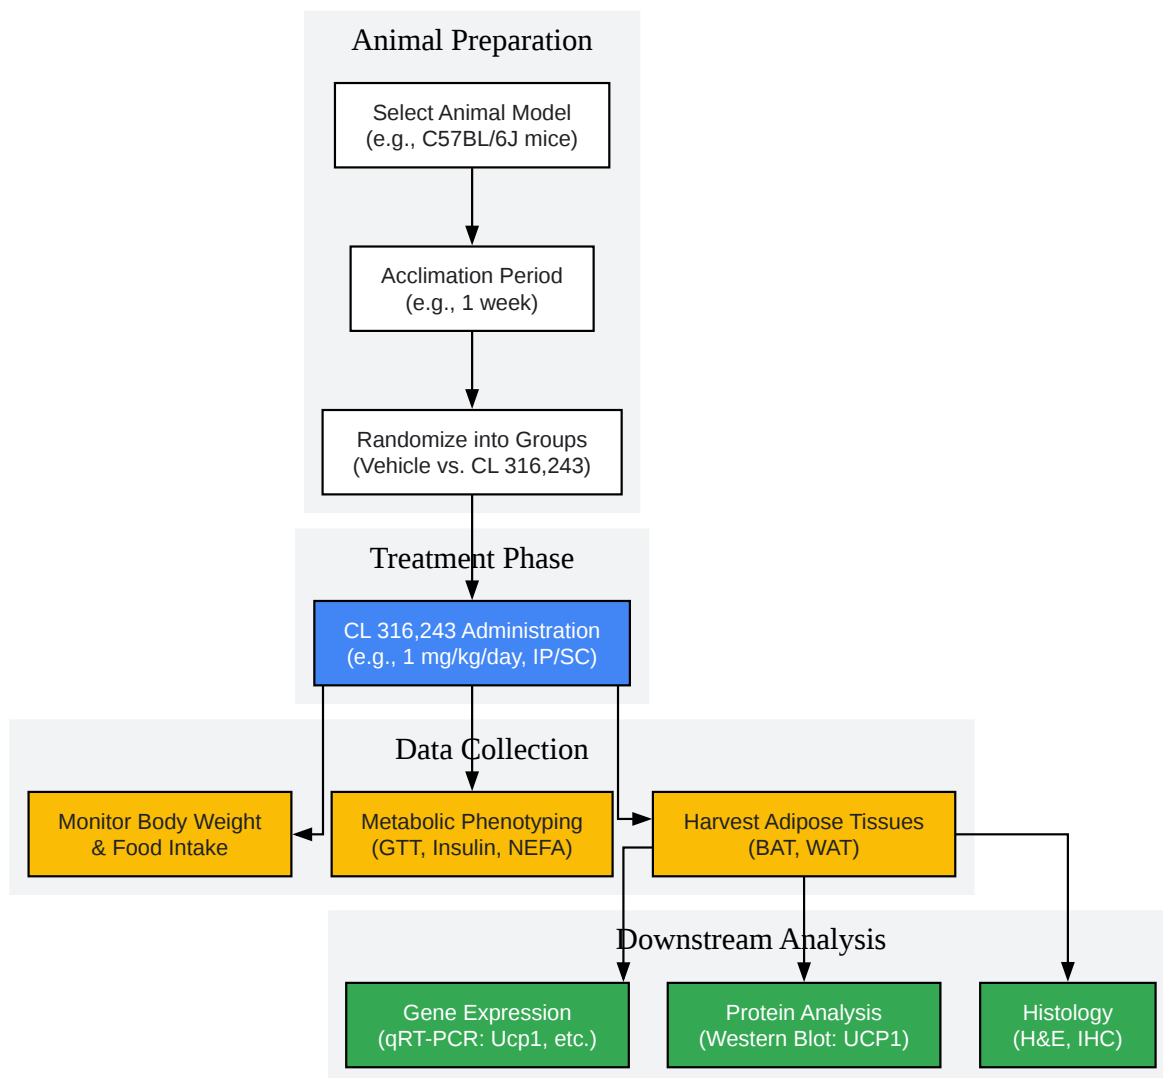 Animal Preparation
Select Animal Model
(e.g., C57BL/6J mice)
Acclimation Period
(e.g., 1 week)
Randomize into Groups
(Vehicle vs. CL 316,243)
Treatment Phase
CL 316,243 Administration
(e.g., 1 mg/kg/day, IP/SC)
Data Collection
Monitor Body Weight
& Food Intake
Metabolic Phenotyping
(GTT, Insulin, NEFA)
Harvest Adipose Tissues
(BAT, WAT)
Downstream Analysis
Gene Expression
(qRT-PCR: Ucp1, etc.)
Protein Analysis
(Western Blot: UCP1)
Histology
(H&E, IHC)